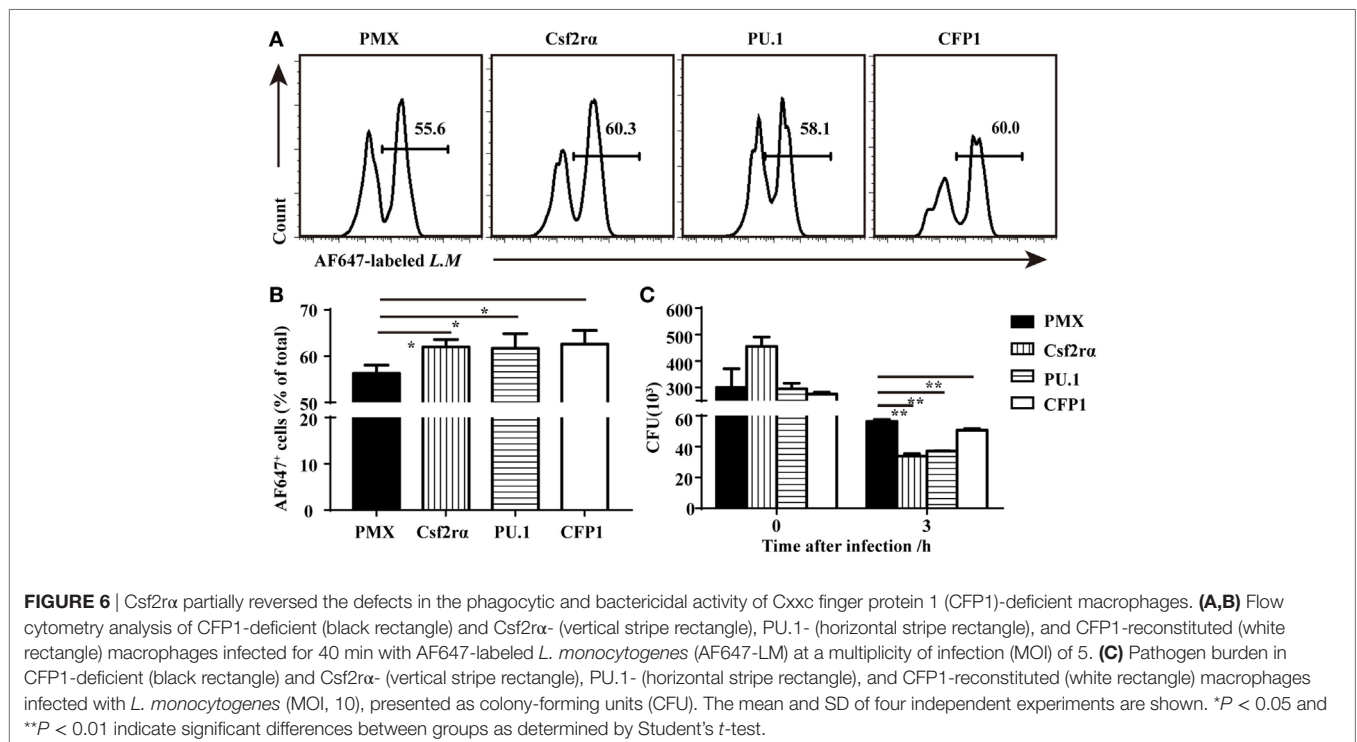 A
PMX
Csf2rα
PU.1
CFP1
55.6
60.3
58.1
60.0
Count
AF647-labeled L.M
B
AF647⁺ cells (% of total)
70
60
50
20
10
0
*
*
*
PMX
Csf2rα
PU.1
CFP1
C
CFU(10³)
600
500
400
300
60
40
20
0
**
**
**
0
3
Time after infection /h
PMX
Csf2rα
PU.1
CFP1
FIGURE 6 | Csf2rα partially reversed the defects in the phagocytic and bactericidal activity of Cxxc finger protein 1 (CFP1)-deficient macrophages. (A,B) Flow
cytometry analysis of CFP1-deficient (black rectangle) and Csf2rα- (vertical stripe rectangle), PU.1- (horizontal stripe rectangle), and CFP1-reconstituted (white
rectangle) macrophages infected for 40 min with AF647-labeled L. monocytogenes (AF647-LM) at a multiplicity of infection (MOI) of 5. (C) Pathogen burden in
CFP1-deficient (black rectangle) and Csf2rα- (vertical stripe rectangle), PU.1- (horizontal stripe rectangle), and CFP1-reconstituted (white rectangle) macrophages
infected with L. monocytogenes (MOI, 10), presented as colony-forming units (CFU). The mean and SD of four independent experiments are shown. *P < 0.05 and
**P < 0.01 indicate significant differences between groups as determined by Student's t-test.